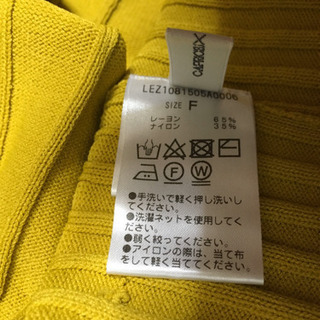 LEZ1081505A0006
SIZE F
レーヨン 65%
ナイロン 35%
●手洗いで軽く押し洗いし
てください。
●洗濯ネットを使用してく
ださい。
●弱く絞ってください。
●アイロンの際は、当て布
をして軽く当ててください。